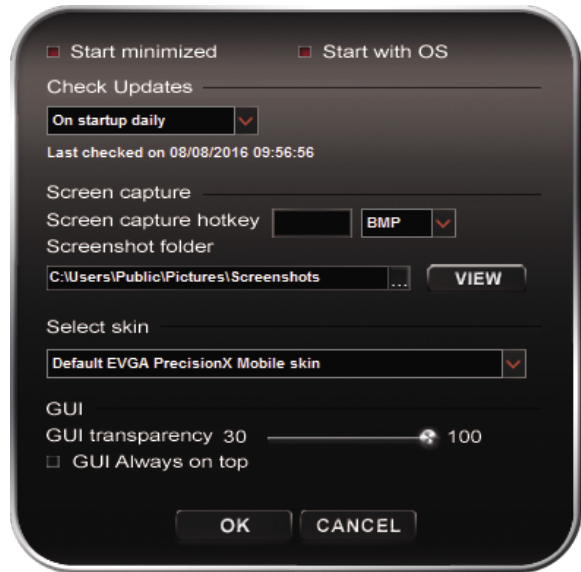 Start minimized Start with OS
Check Updates
On startup daily
Last checked on 08/08/2016 09:56:56
Screen capture
Screen capture hotkey BMP
Screenshot folder
C:\Users\Public\Pictures\Screenshots ... VIEW
Select skin
Default EVGA PrecisionX Mobile skin
GUI
GUI transparency 30 100
GUI Always on top
OK CANCEL